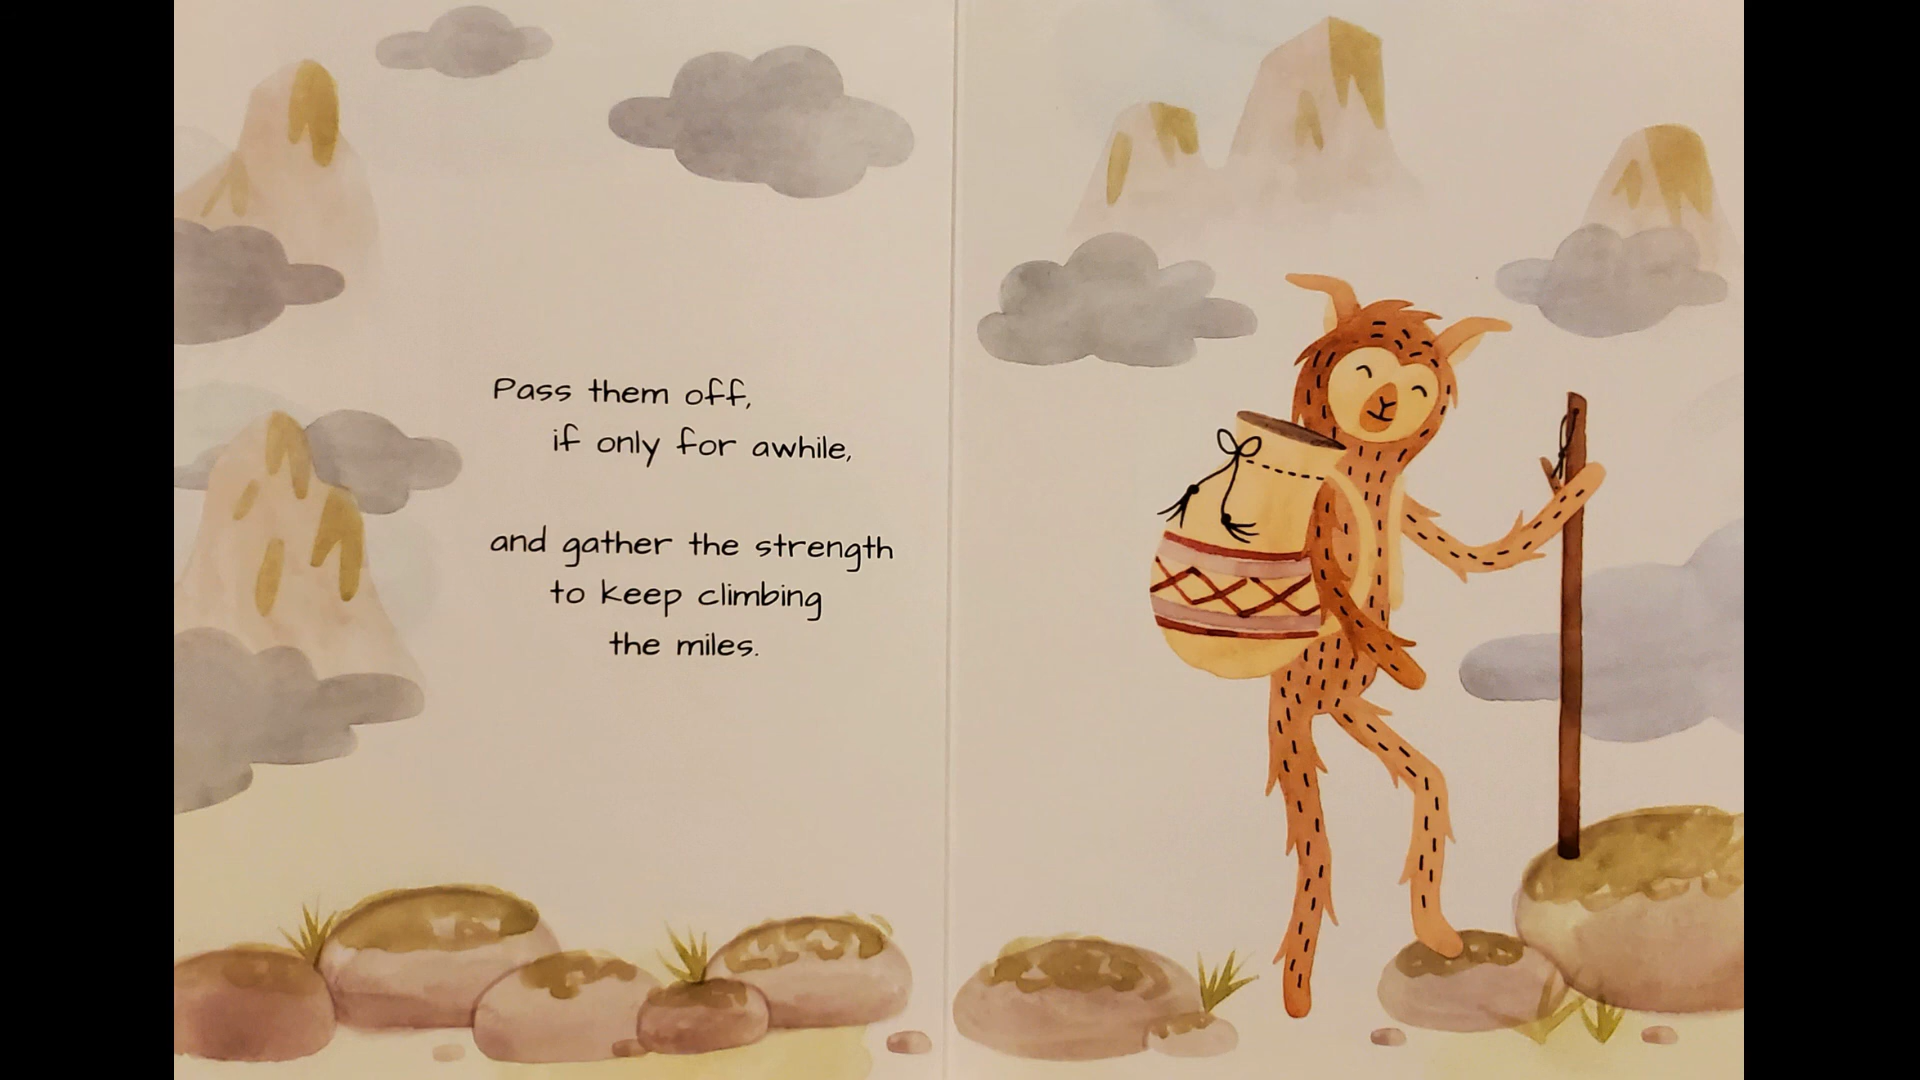 Pass them off,
if only for awhile,
and gather the strength
to keep climbing
the miles.